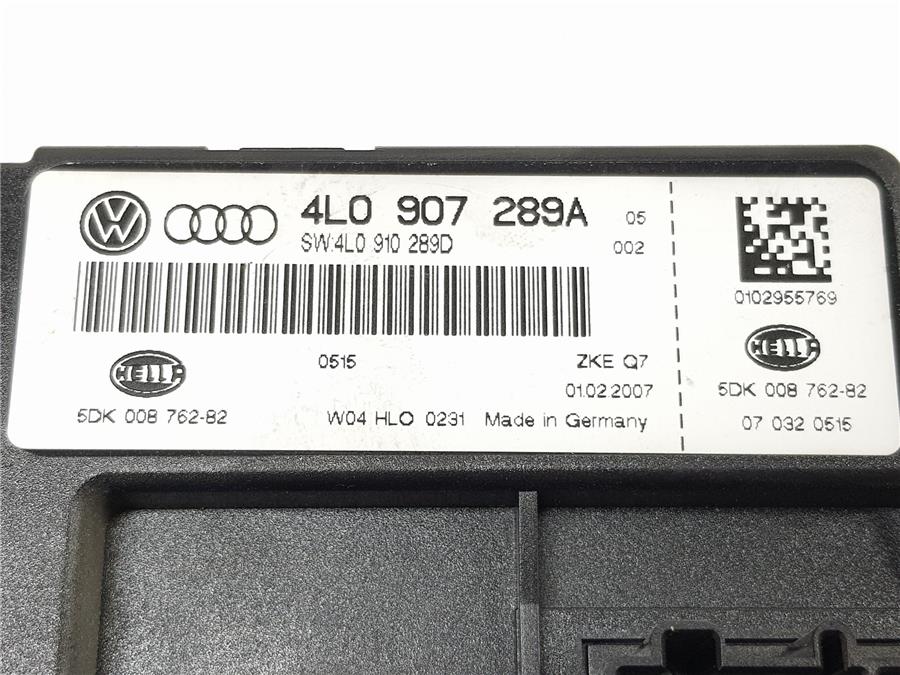 4L0 907 289A 05
SW:4L0 910 289D 002
0102955769
0515 ZKE Q7
HELLA
HELLA
01.02.2007
5DK 008 762-82
5DK 008 762-82
W04 HLO 0231 Made in Germany
07 032 0515